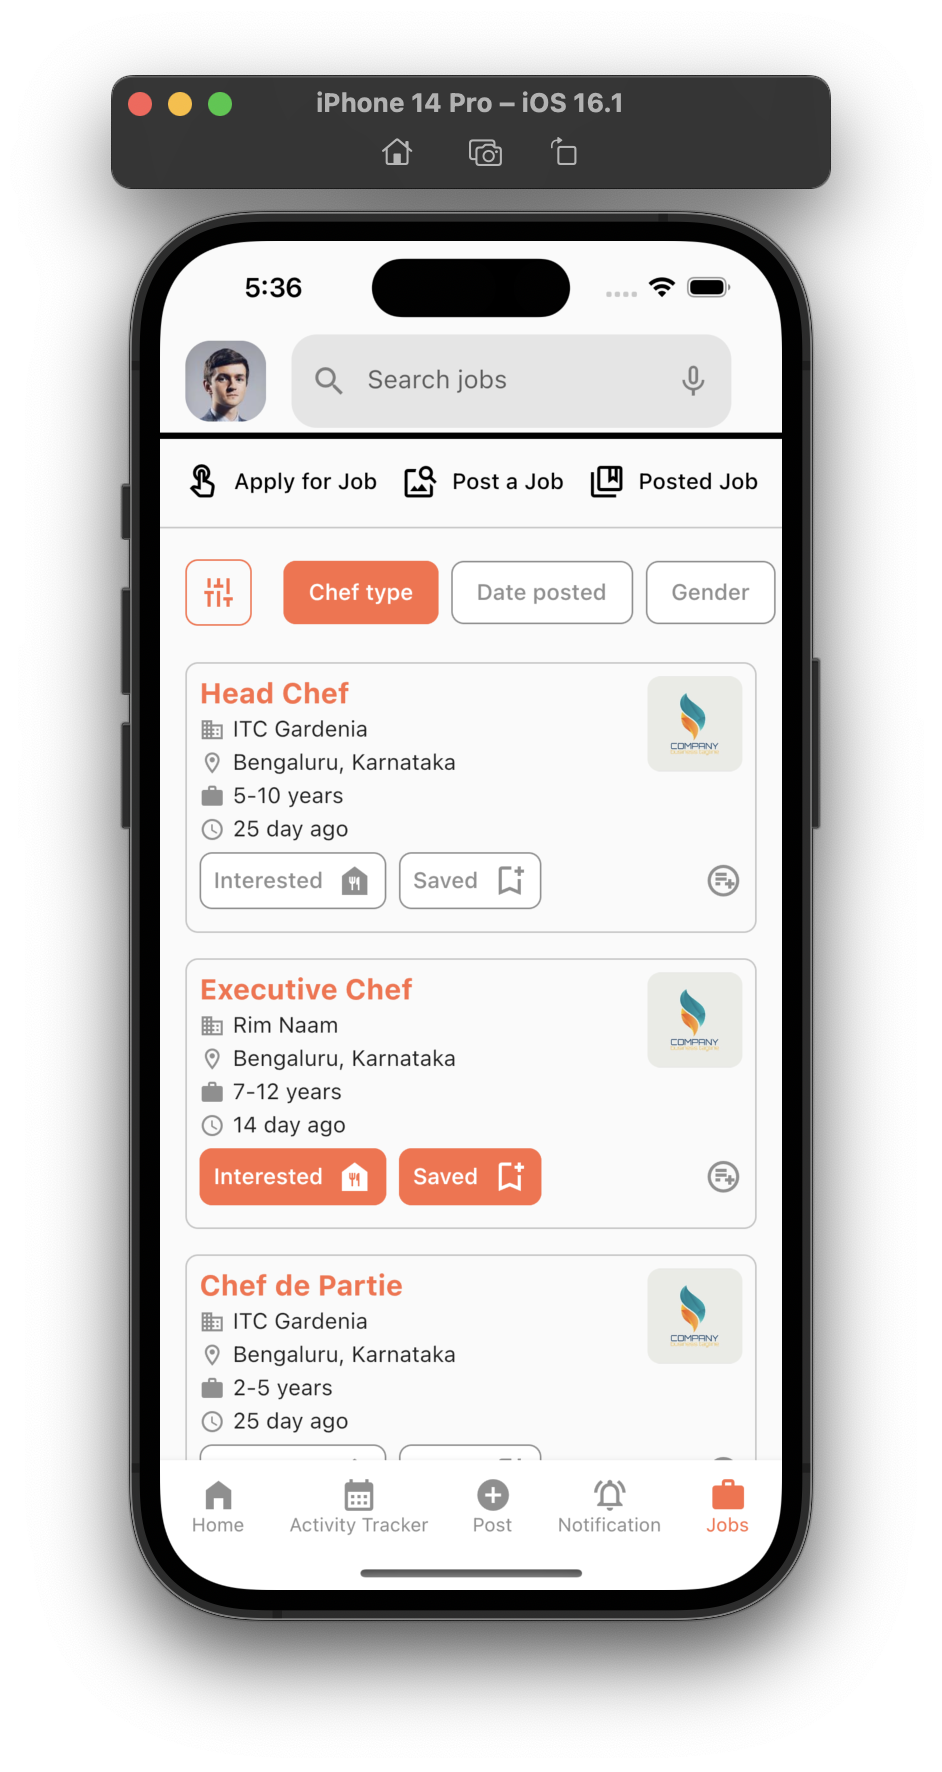 iPhone 14 Pro – iOS 16.1
5:36
Search jobs
Apply for Job Post a Job Posted Job
Chef type Date posted Gender
Head Chef
ITC Gardenia
Bengaluru, Karnataka
5-10 years
25 day ago
Interested Saved
COMPANY
Executive Chef
Rim Naam
Bengaluru, Karnataka
7-12 years
14 day ago
Interested Saved
COMPANY
Chef de Partie
ITC Gardenia
Bengaluru, Karnataka
2-5 years
25 day ago
COMPANY
Home Activity Tracker Post Notification Jobs